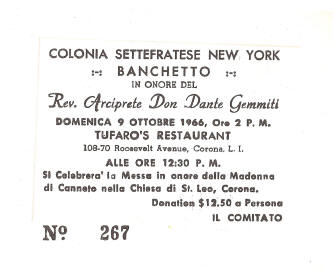 COLONIA SETTEFRATESE NEW YORK
:-: BANCHETTO :-:
IN ONORE DEL
Rev. Arciprete Don Dante Gemmiti
DOMENICA 9 OTTOBRE 1966, Ore 2 P. M.
TUFARO'S RESTAURANT
108-70 Roosevelt Avenue, Corona, L. I.
ALLE ORE 12:30 P. M.
Si Celebrera' la Messa in onore della Madonna
di Canneto nella Chiesa di St. Leo, Corona.
Donation $12.50 a Persona
IL COMITATO
No 267